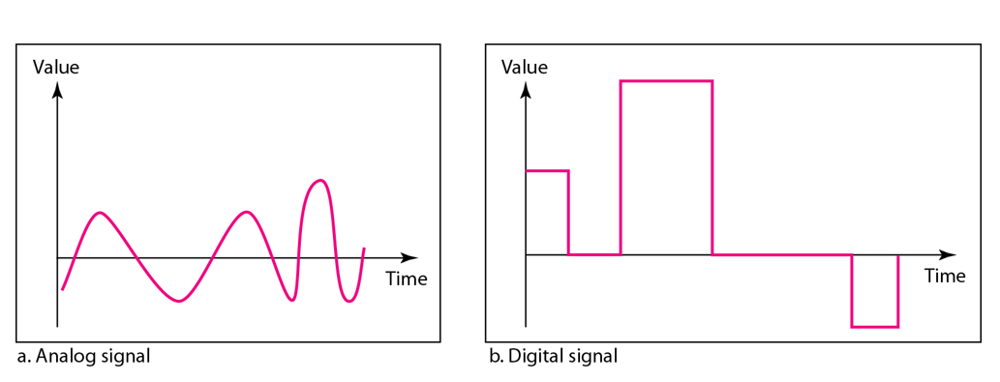 Value
Time
a. Analog signal
Value
Time
b. Digital signal